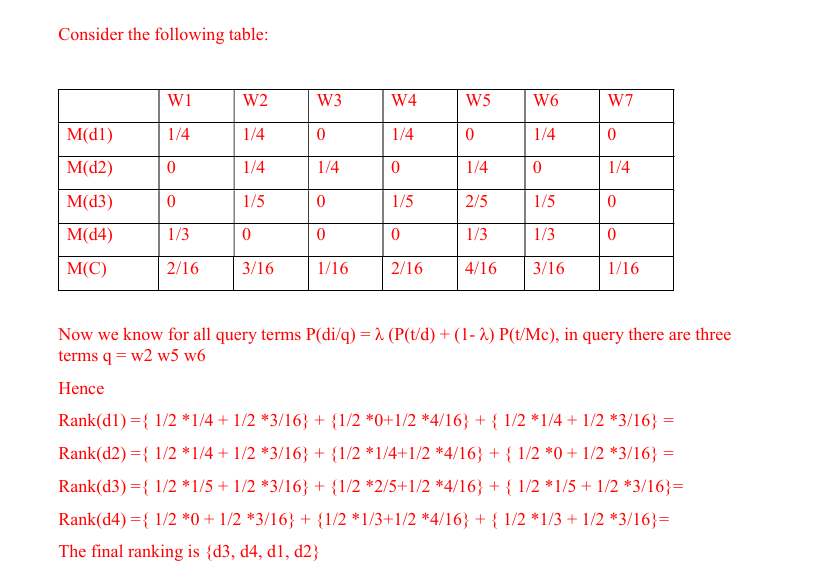 Consider the following table:
W1 W2 W3 W4 W5 W6 W7
M(d1) 1/4 1/4 0 1/4 0 1/4 0
M(d2) 0 1/4 1/4 0 1/4 0 1/4
M(d3) 0 1/5 0 1/5 2/5 1/5 0
M(d4) 1/3 0 0 0 1/3 1/3 0
M(C) 2/16 3/16 1/16 2/16 4/16 3/16 1/16
Now we know for all query terms P(di/q) = λ (P(t/d) + (1- λ) P(t/Mc), in query there are three
terms q = w2 w5 w6
Hence
Rank(d1) ={ 1/2 *1/4 + 1/2 *3/16} + {1/2 *0+1/2 *4/16} + { 1/2 *1/4 + 1/2 *3/16} =
Rank(d2) ={ 1/2 *1/4 + 1/2 *3/16} + {1/2 *1/4+1/2 *4/16} + { 1/2 *0 + 1/2 *3/16} =
Rank(d3) ={ 1/2 *1/5 + 1/2 *3/16} + {1/2 *2/5+1/2 *4/16} + { 1/2 *1/5 + 1/2 *3/16}=
Rank(d4) ={ 1/2 *0 + 1/2 *3/16} + {1/2 *1/3+1/2 *4/16} + { 1/2 *1/3 + 1/2 *3/16}=
The final ranking is {d3, d4, d1, d2}